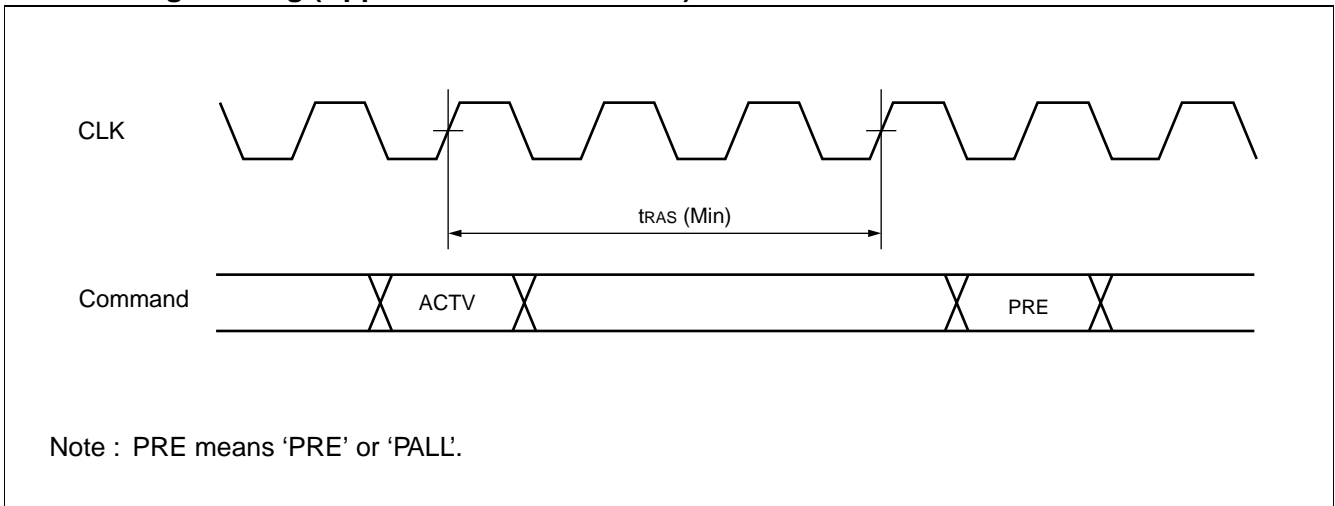 CLK
tRAS (Min)
Command
ACTV
PRE
Note : PRE means ‘PRE’ or ‘PALL’.